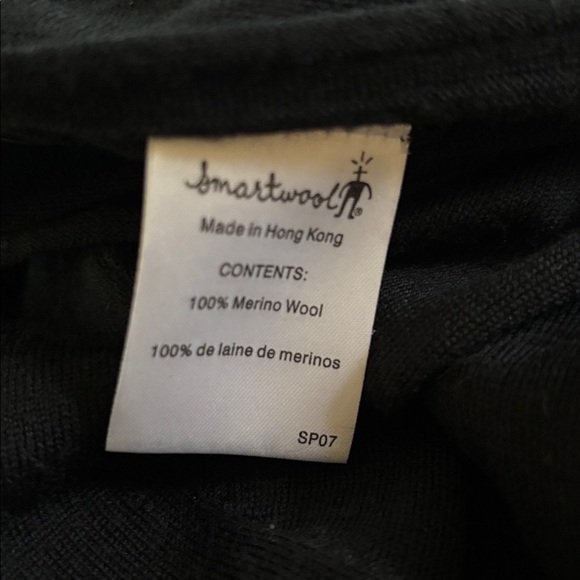 Smartwool®
Made in Hong Kong
CONTENTS:
100% Merino Wool
100% de laine de merinos
SP07